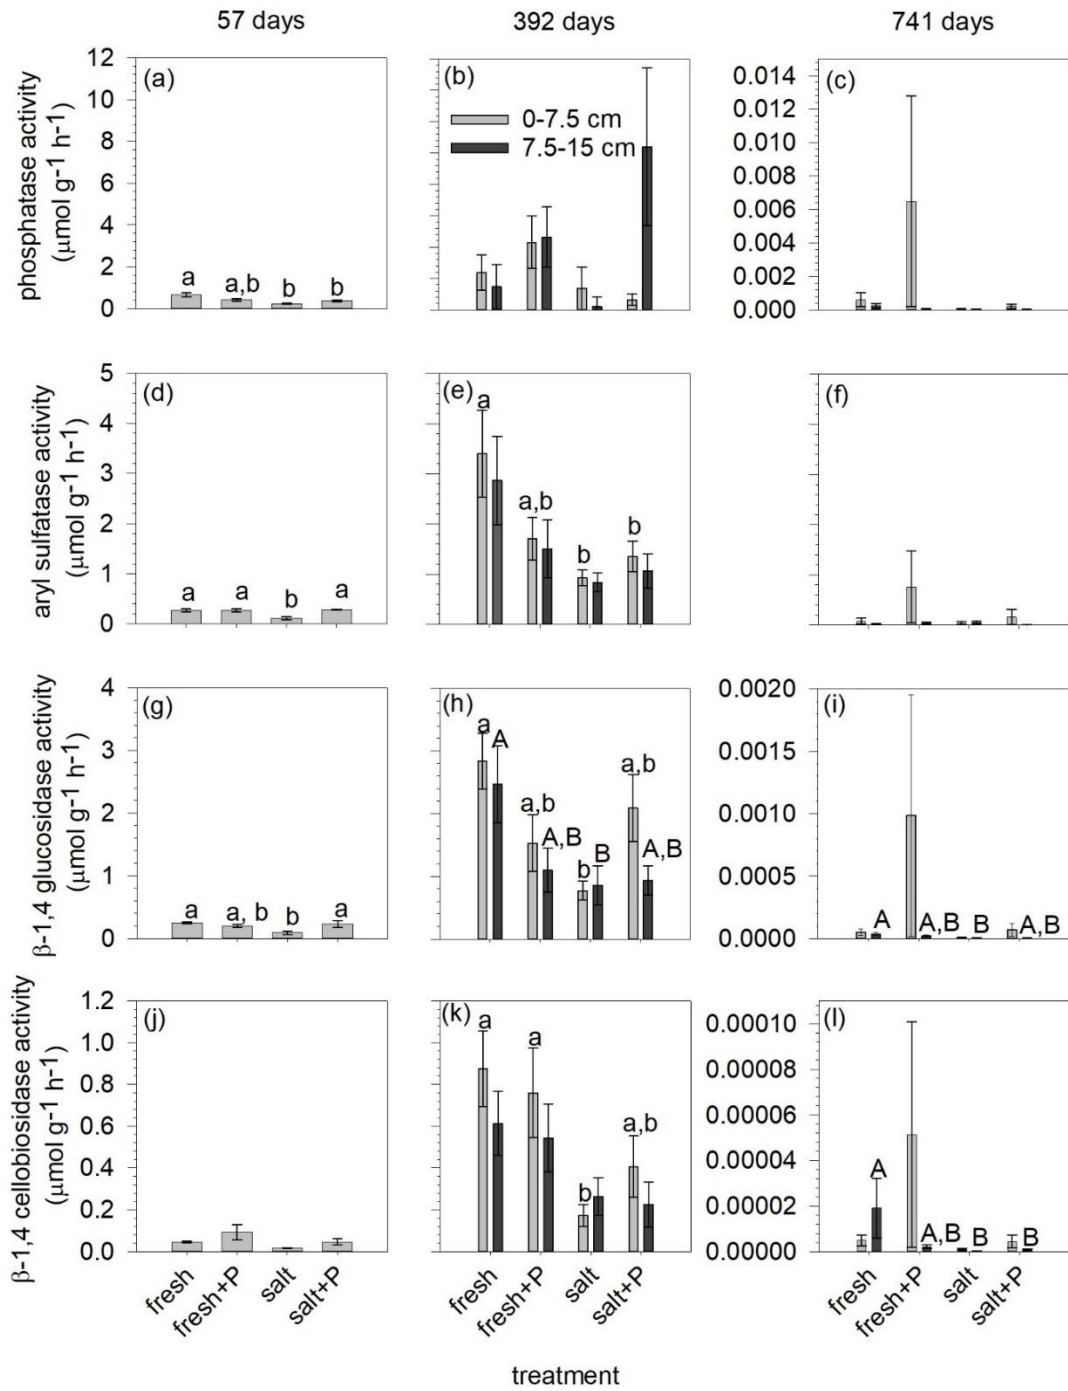 57 days
392 days
741 days
phosphatase activity
(μmol g-1 h-1)
12
10
8
6
4
2
0
(a)
a
a,b
b
b
(b)
0-7.5 cm
7.5-15 cm
0.014
0.012
0.010
0.008
0.006
0.004
0.002
0.000
(c)
aryl sulfatase activity
(μmol g-1 h-1)
5
4
3
2
1
0
(d)
a
a
b
a
(e)
a
a,b
b
b
(f)
β-1,4 glucosidase activity
(μmol g-1 h-1)
4
3
2
1
0
(g)
a
a, b
b
a
(h)
a
A
a,b
A,B
b
B
a,b
A,B
0.0020
0.0015
0.0010
0.0005
0.0000
(i)
A
A,B
B
A,B
β-1,4 cellobiosidase activity
(μmol g-1 h-1)
1.2
1.0
0.8
0.6
0.4
0.2
0.0
(j)
(k)
a
a
b
a,b
0.00010
0.00008
0.00006
0.00004
0.00002
0.00000
(l)
A
A,B
B
B
fresh
fresh+P
salt
salt+P
fresh
fresh+P
salt
salt+P
fresh
fresh+P
salt
salt+P
treatment